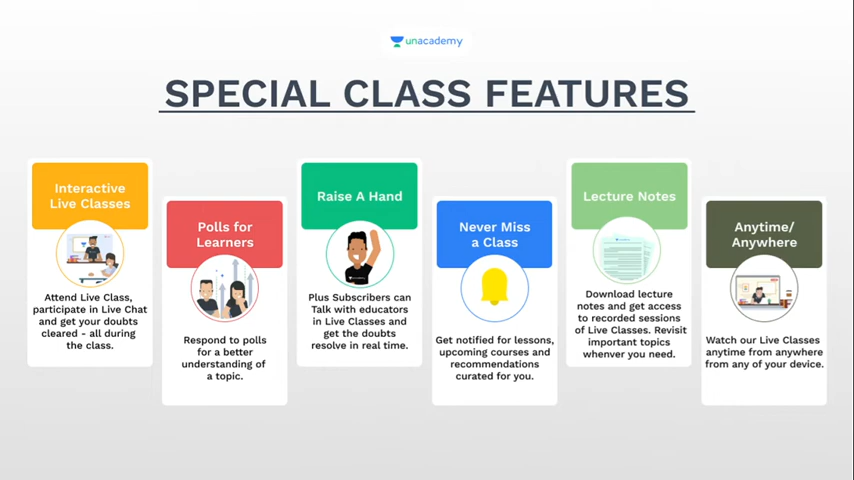 unacademy
SPECIAL CLASS FEATURES
Interactive
Live Classes
Attend Live Class,
participate in Live Chat
and get your doubts
cleared - all during
the class.
Polls for
Learners
Respond to polls
for a better
understanding of
a topic.
Raise A Hand
Plus Subscribers can
Talk with educators
in Live Classes and
get the doubts
resolve in real time.
Never Miss
a Class
Get notified for lessons,
upcoming courses and
recommendations
curated for you.
Lecture Notes
Download lecture
notes and get access
to recorded sessions
of Live Classes. Revisit
important topics
whenver you need.
Anytime/
Anywhere
Watch our Live Classes
anytime from anywhere
from any of your device.